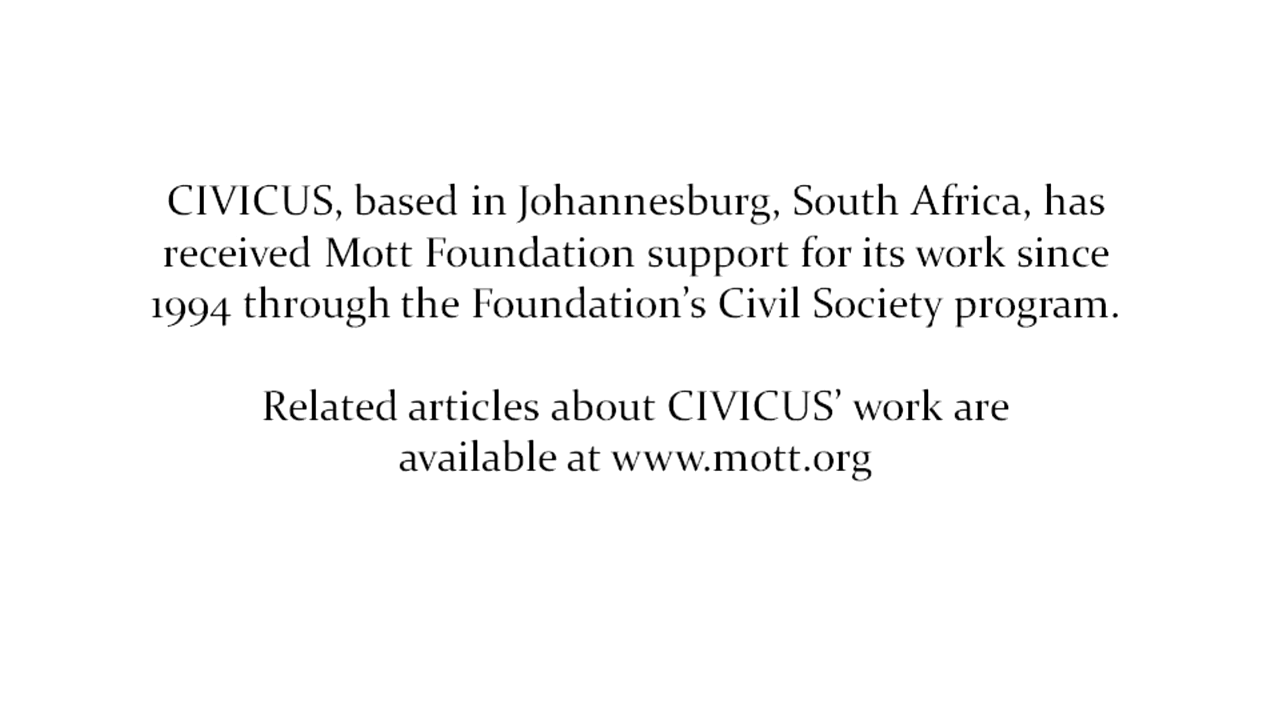 CIVICUS, based in Johannesburg, South Africa, has
received Mott Foundation support for its work since
1994 through the Foundation’s Civil Society program.
Related articles about CIVICUS’ work are
available at www.mott.org